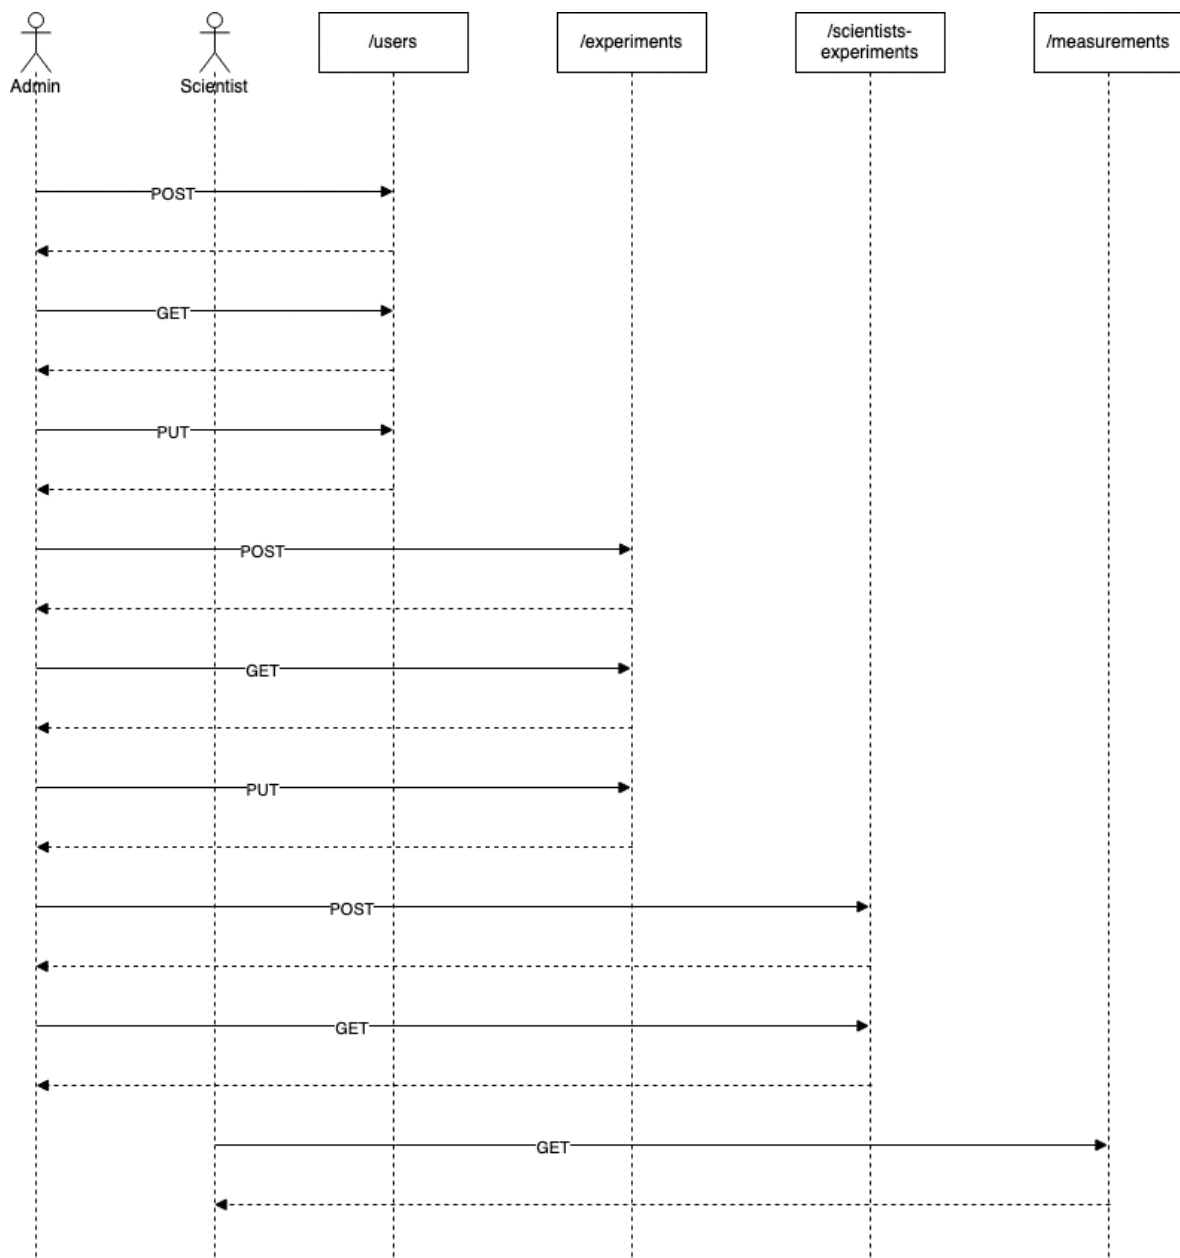 Admin
Scientist
/users
/experiments
/scientists-
experiments
/measurements
POST
GET
PUT
POST
GET
PUT
POST
GET
GET